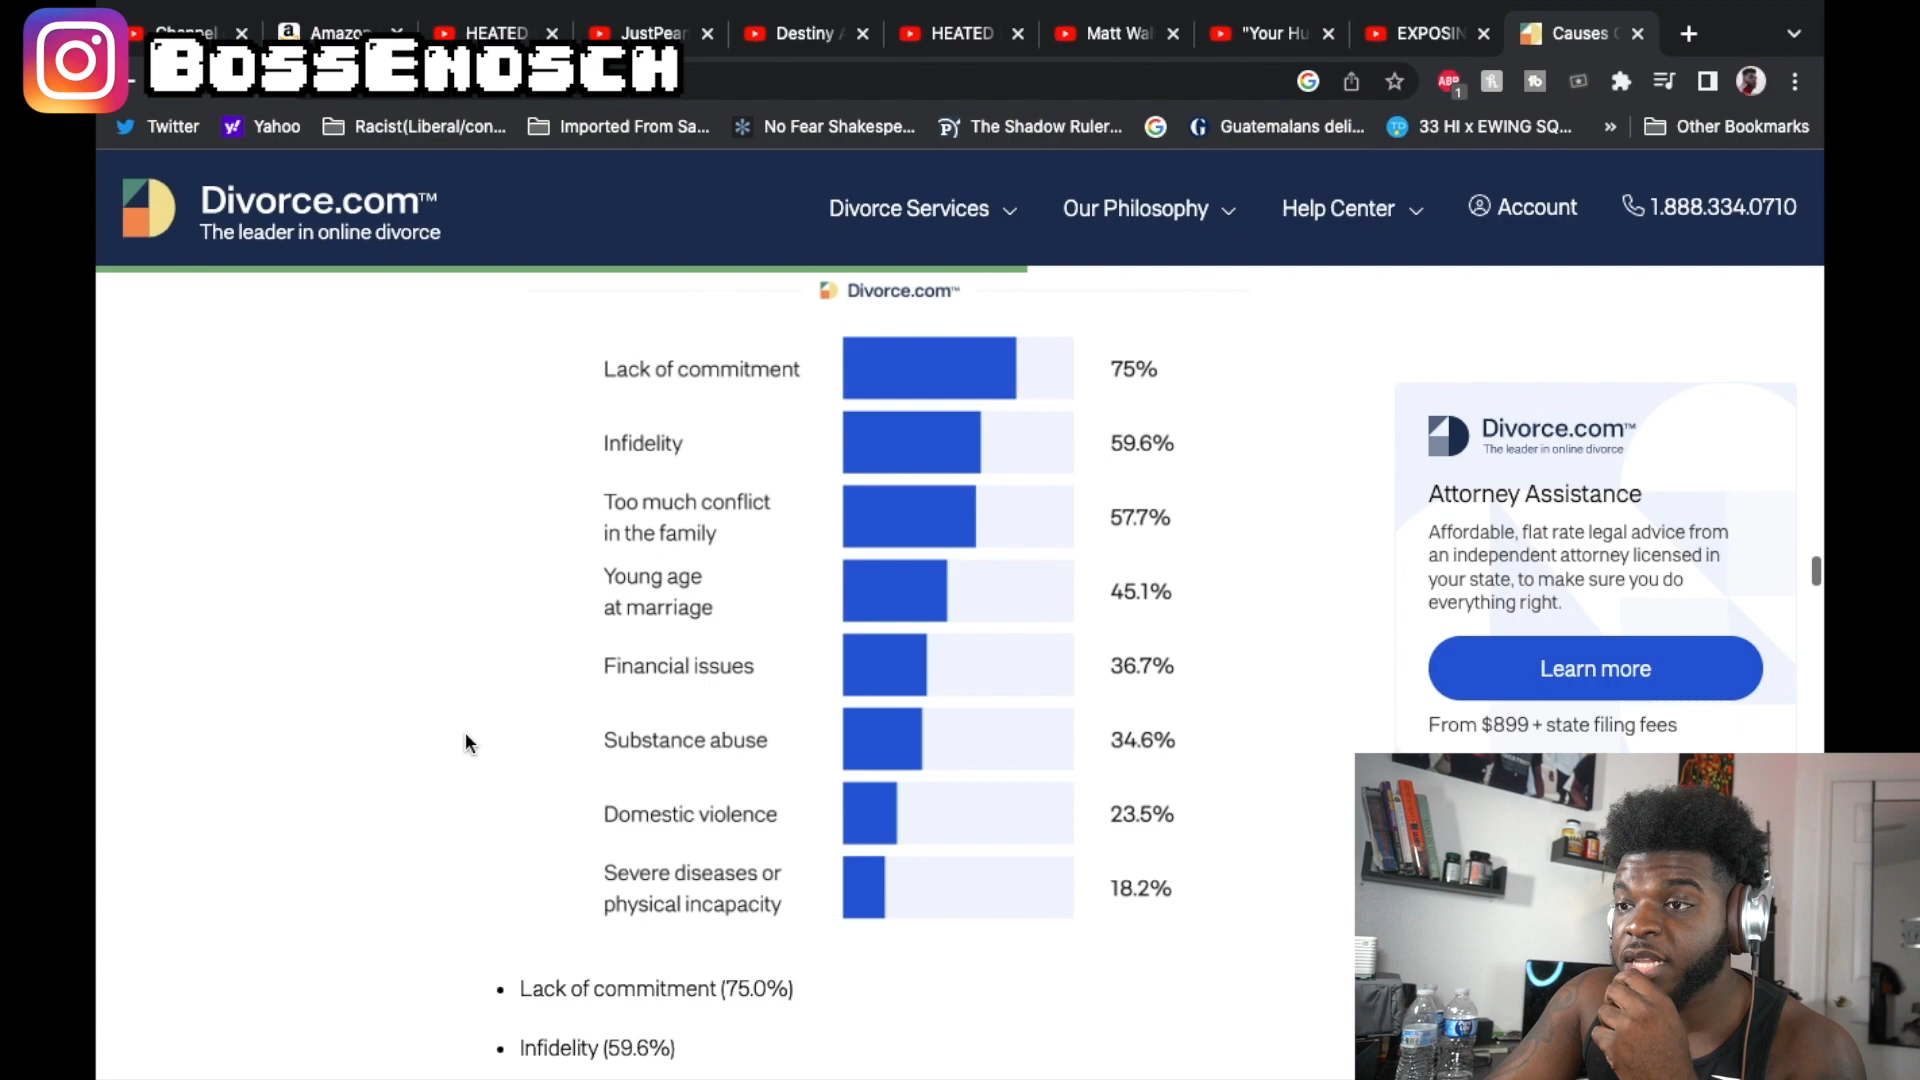 Channel
Amazon
HEATED
JustPear
Destiny
HEATED
Matt Wal
"Your Hu
EXPOSIN
Causes
BossEnosch
ABP
1
Twitter
Yahoo
Racist(Liberal/con...
Imported From Sa...
No Fear Shakespe...
The Shadow Ruler...
Guatemalans deli...
33 HI x EWING SQ...
»
Other Bookmarks
Divorce.com™
The leader in online divorce
Divorce Services
Our Philosophy
Help Center
Account
1.888.334.0710
Divorce.com™
Lack of commitment 75%
Infidelity 59.6%
Too much conflict
in the family 57.7%
Young age
at marriage 45.1%
Financial issues 36.7%
Substance abuse 34.6%
Domestic violence 23.5%
Severe diseases or
physical incapacity 18.2%
• Lack of commitment (75.0%)
• Infidelity (59.6%)
Divorce.com™
The leader in online divorce
Attorney Assistance
Affordable, flat rate legal advice from
an independent attorney licensed in
your state, to make sure you do
everything right.
Learn more
From $899 + state filing fees